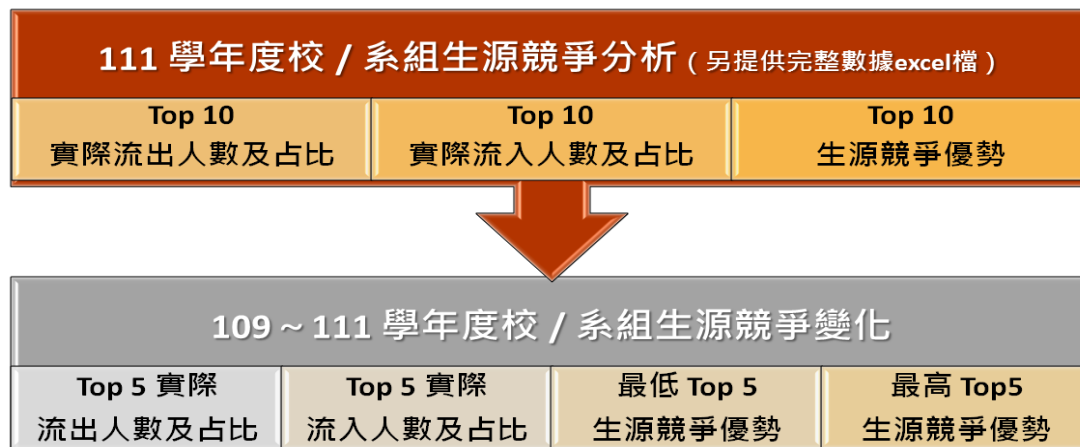 111 學年度校 / 系組生源競爭分析 ( 另提供完整數據excel檔 )
Top 10
實際流出人數及占比
Top 10
實際流入人數及占比
Top 10
生源競爭優勢
109 ~ 111 學年度校 / 系組生源競爭變化
Top 5 實際
流出人數及占比
Top 5 實際
流入人數及占比
最低 Top 5
生源競爭優勢
最高 Top5
生源競爭優勢